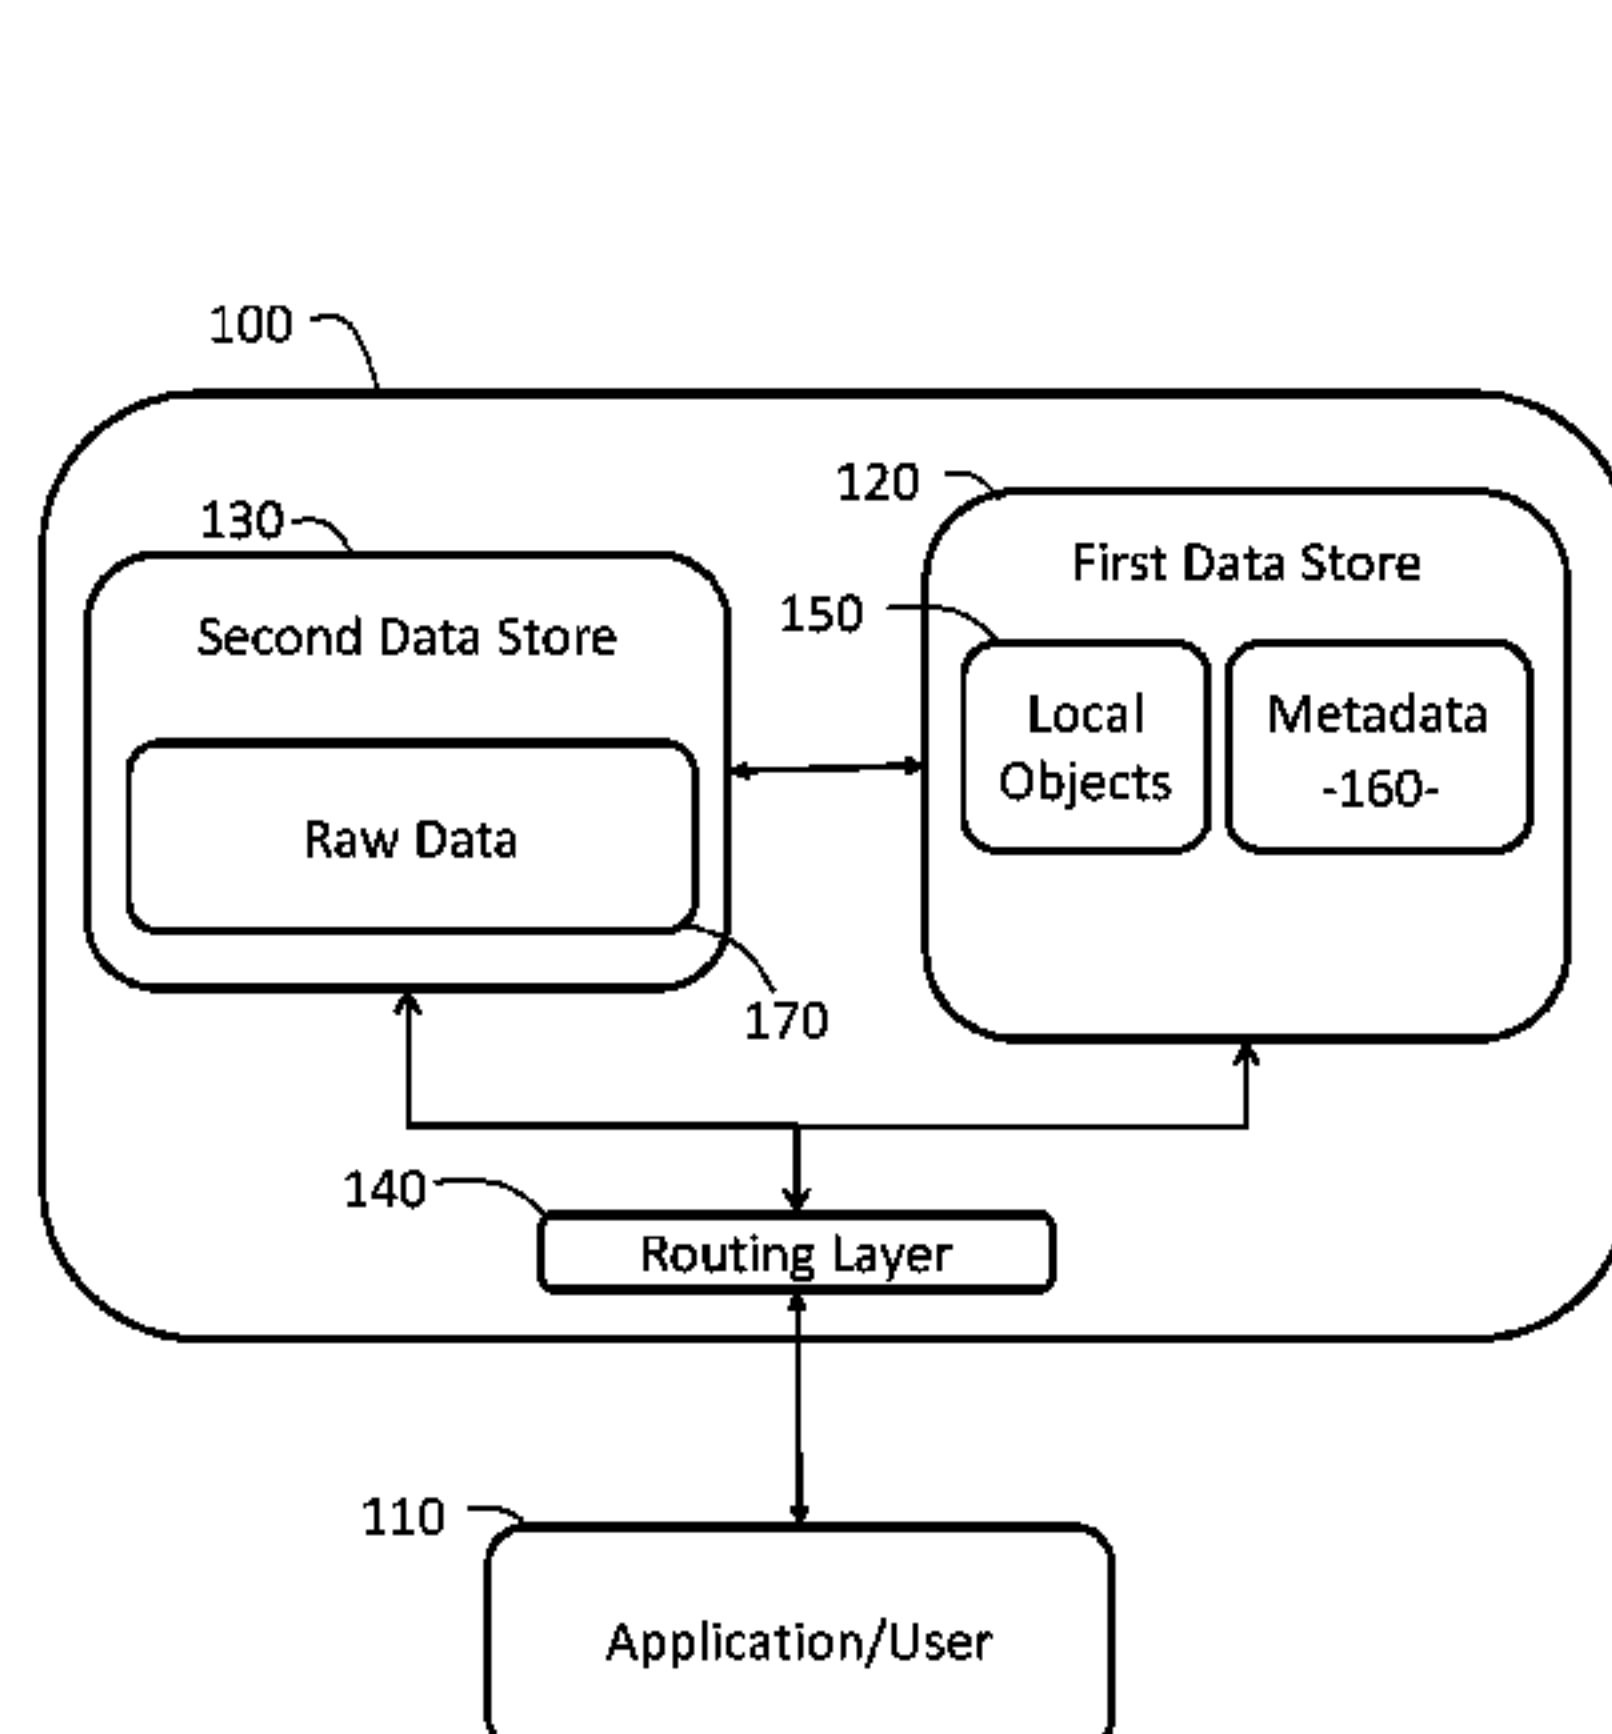 100
120
130
First Data Store
150
Second Data Store
Local
Objects
Metadata
-160-
Raw Data
170
140
Routing Layer
110
Application/User